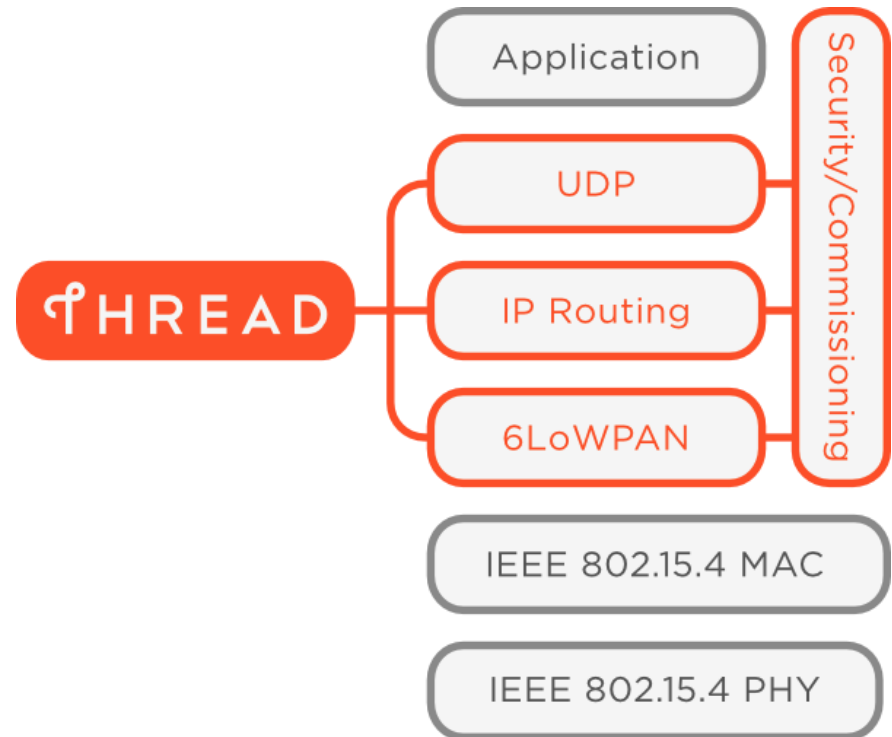 Application
Security/Commissioning
UDP
THREAD
IP Routing
6LoWPAN
IEEE 802.15.4 MAC
IEEE 802.15.4 PHY